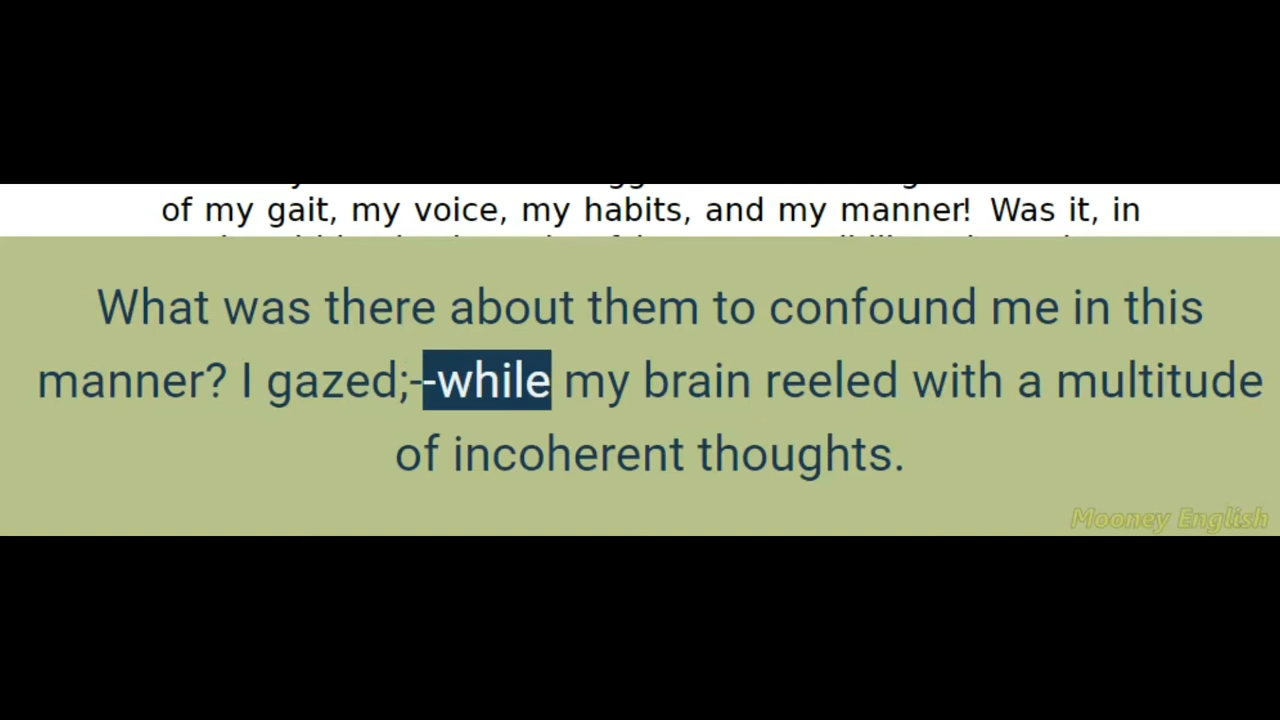 of my gait, my voice, my habits, and my manner! Was it, in
What was there about them to confound me in this
manner? I gazed;--while my brain reeled with a multitude
of incoherent thoughts.
Mooney English